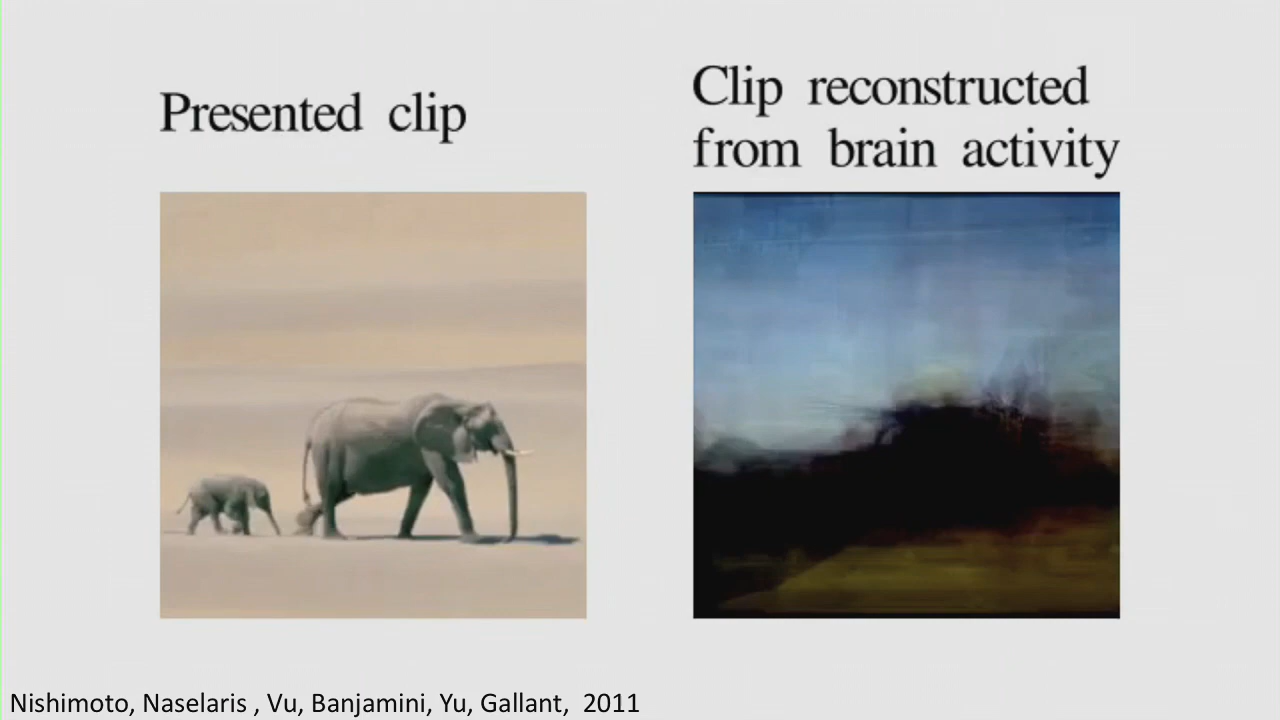 Presented clip
Clip reconstructed
from brain activity
Nishimoto, Naselaris , Vu, Banjamini, Yu, Gallant, 2011